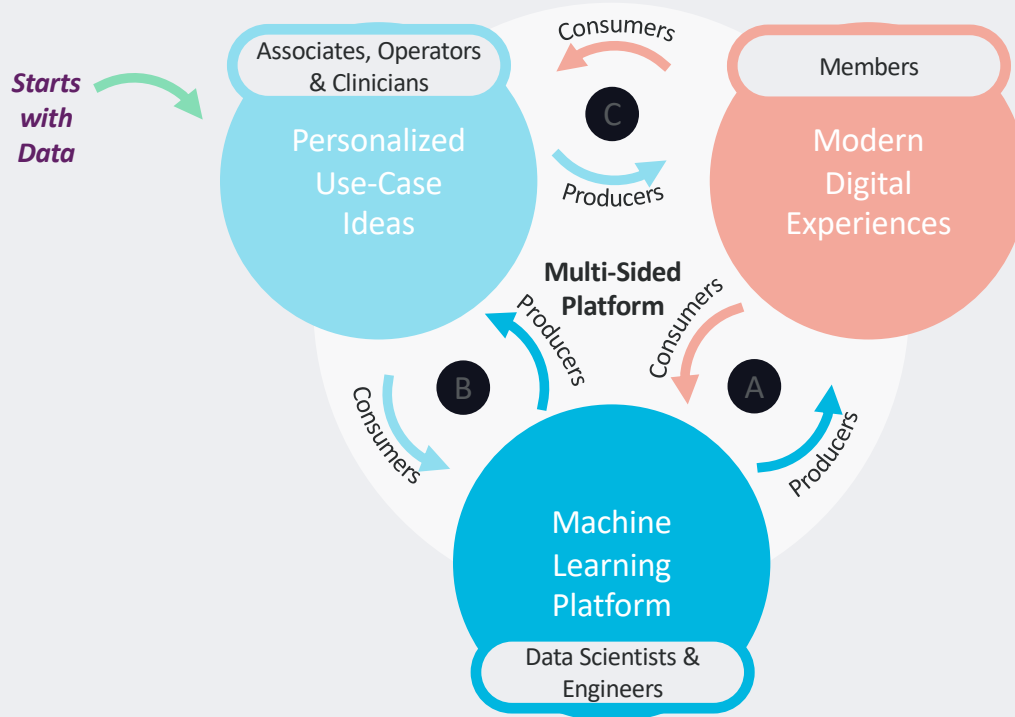 Starts
with
Data
Associates, Operators
& Clinicians
Personalized
Use-Case
Ideas
Consumers
C
Producers
Members
Modern
Digital
Experiences
Multi-Sided
Platform
Producers
B
Consumers
Consumers
A
Producers
Machine
Learning
Platform
Data Scientists &
Engineers